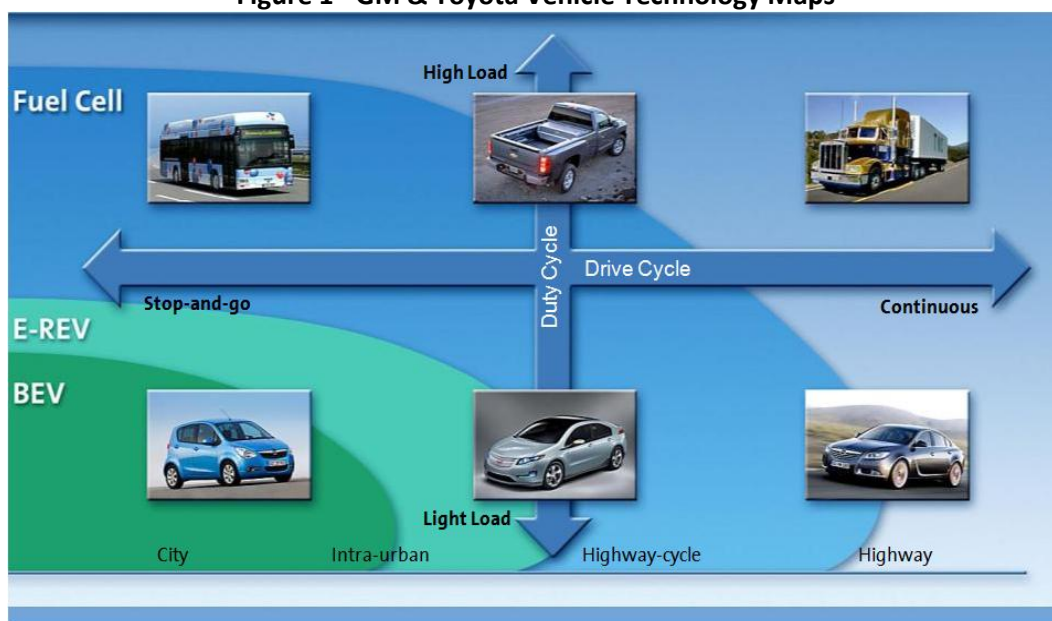 Figure 1 - GM & Toyota Vehicle Technology Maps
High Load
Fuel Cell
Duty Cycle
Drive Cycle
Stop-and-go
Continuous
E-REV
BEV
Light Load
City
Intra-urban
Highway-cycle
Highway